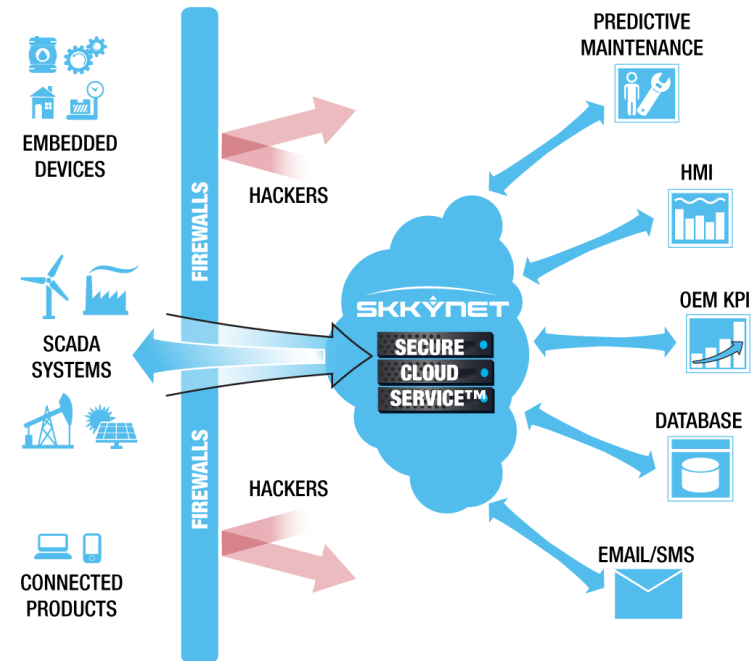 PREDICTIVE
MAINTENANCE
EMBEDDED
DEVICES
FIREWALLS
HACKERS
HMI
SKKYNET
SECURE
CLOUD
SERVICE™
OEM KPI
SCADA
SYSTEMS
DATABASE
FIREWALLS
HACKERS
EMAIL/SMS
CONNECTED
PRODUCTS